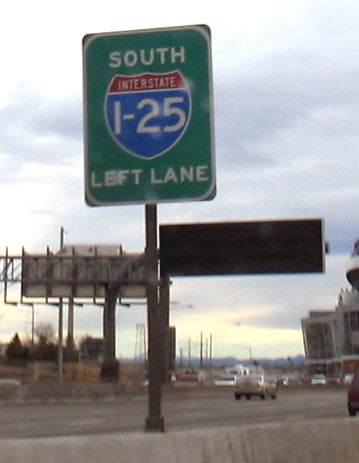 SOUTH
INTERSTATE
I-25
LEFT LANE